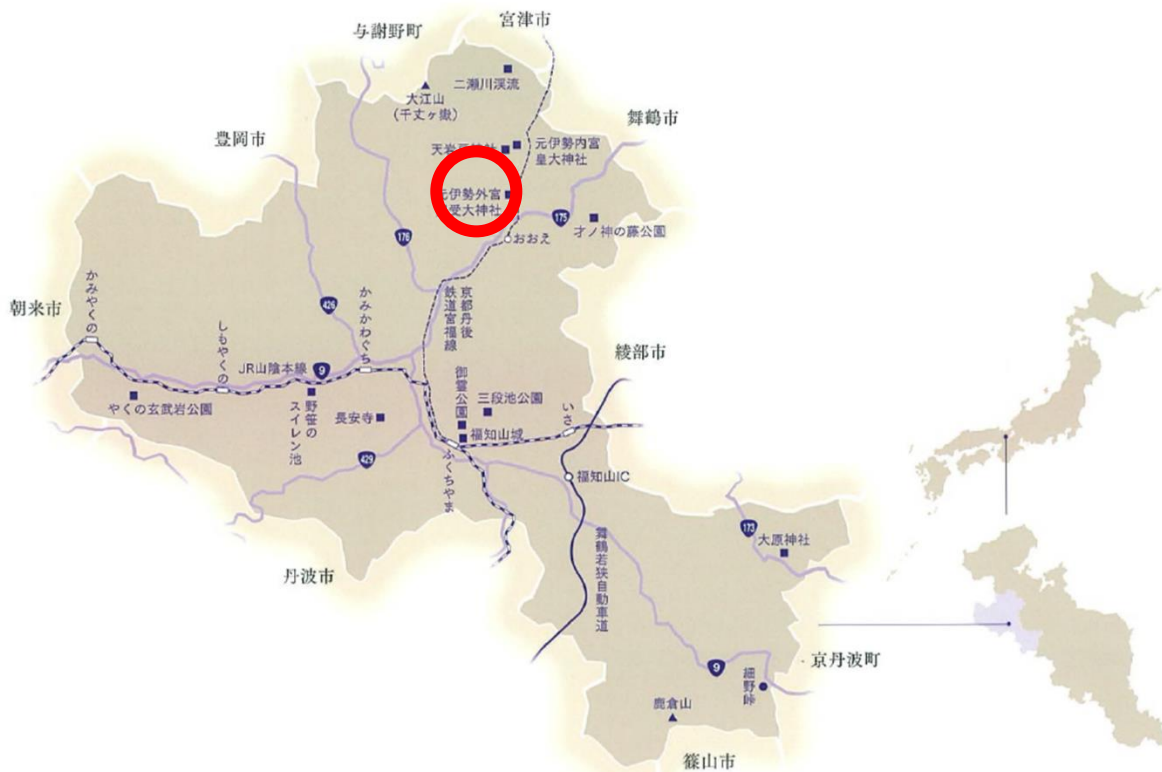 宮津市
与謝野町
二瀬川渓流
大江山
(千丈ヶ嶽)
舞鶴市
豊岡市
元伊勢内宮
皇大神社
天岩
神社
元伊勢外宮
受大神社
175
才ノ神の藤公園
176
おおえ
かみやくの
426
かみかわぐち
京都丹後
鉄道宮福線
朝来市
しもやくの
綾部市
JR山陰本線
9
御霊公園
三段池公園
いさ
やくの玄武岩公園
野笹の
スイレン池
長安寺
福知山城
429
ふくちやま
福知山IC
173
大原神社
舞鶴若狭自動車道
丹波市
京丹波町
9
細野峠
鹿倉山
篠山市